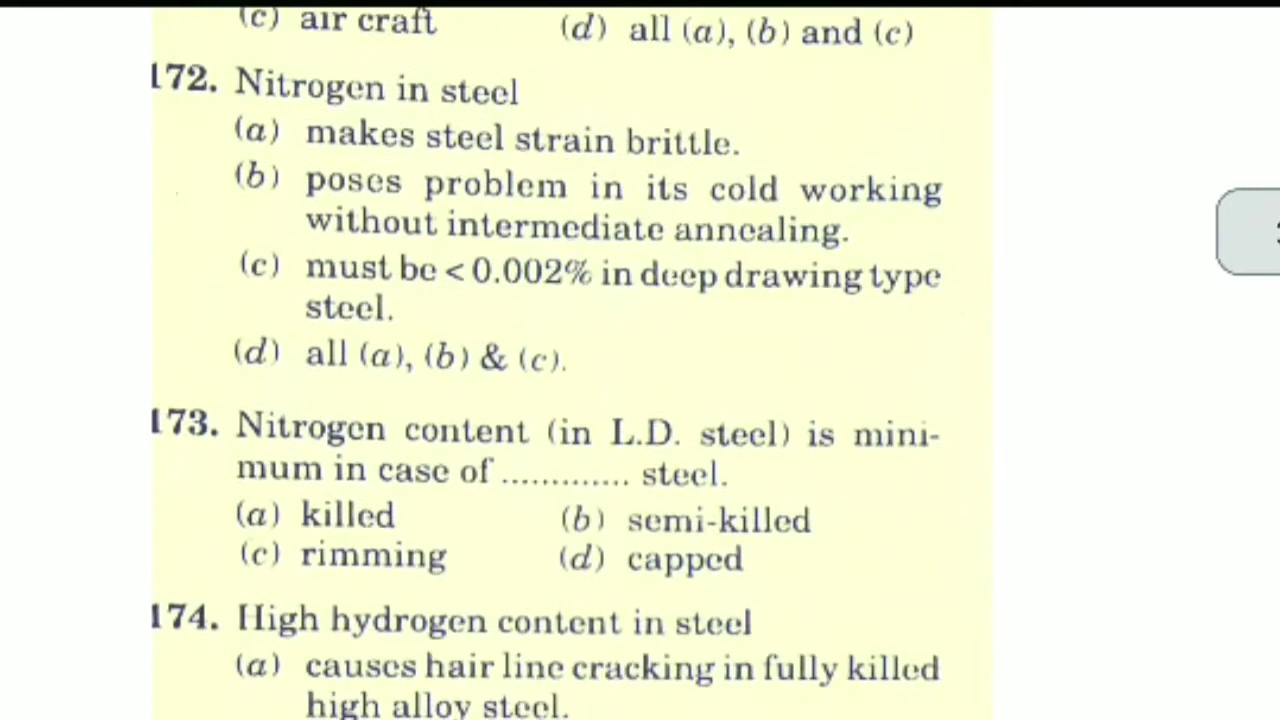 (c) air craft (d) all (a), (b) and (c)
172. Nitrogen in steel
(a) makes steel strain brittle.
(b) poses problem in its cold working
without intermediate annealing.
(c) must be < 0.002% in deep drawing type
steel.
(d) all (a), (b) & (c).
173. Nitrogen content (in L.D. steel) is mini-
mum in case of ............. steel.
(a) killed (b) semi-killed
(c) rimming (d) capped
174. High hydrogen content in steel
(a) causes hair line cracking in fully killed
high alloy steel.